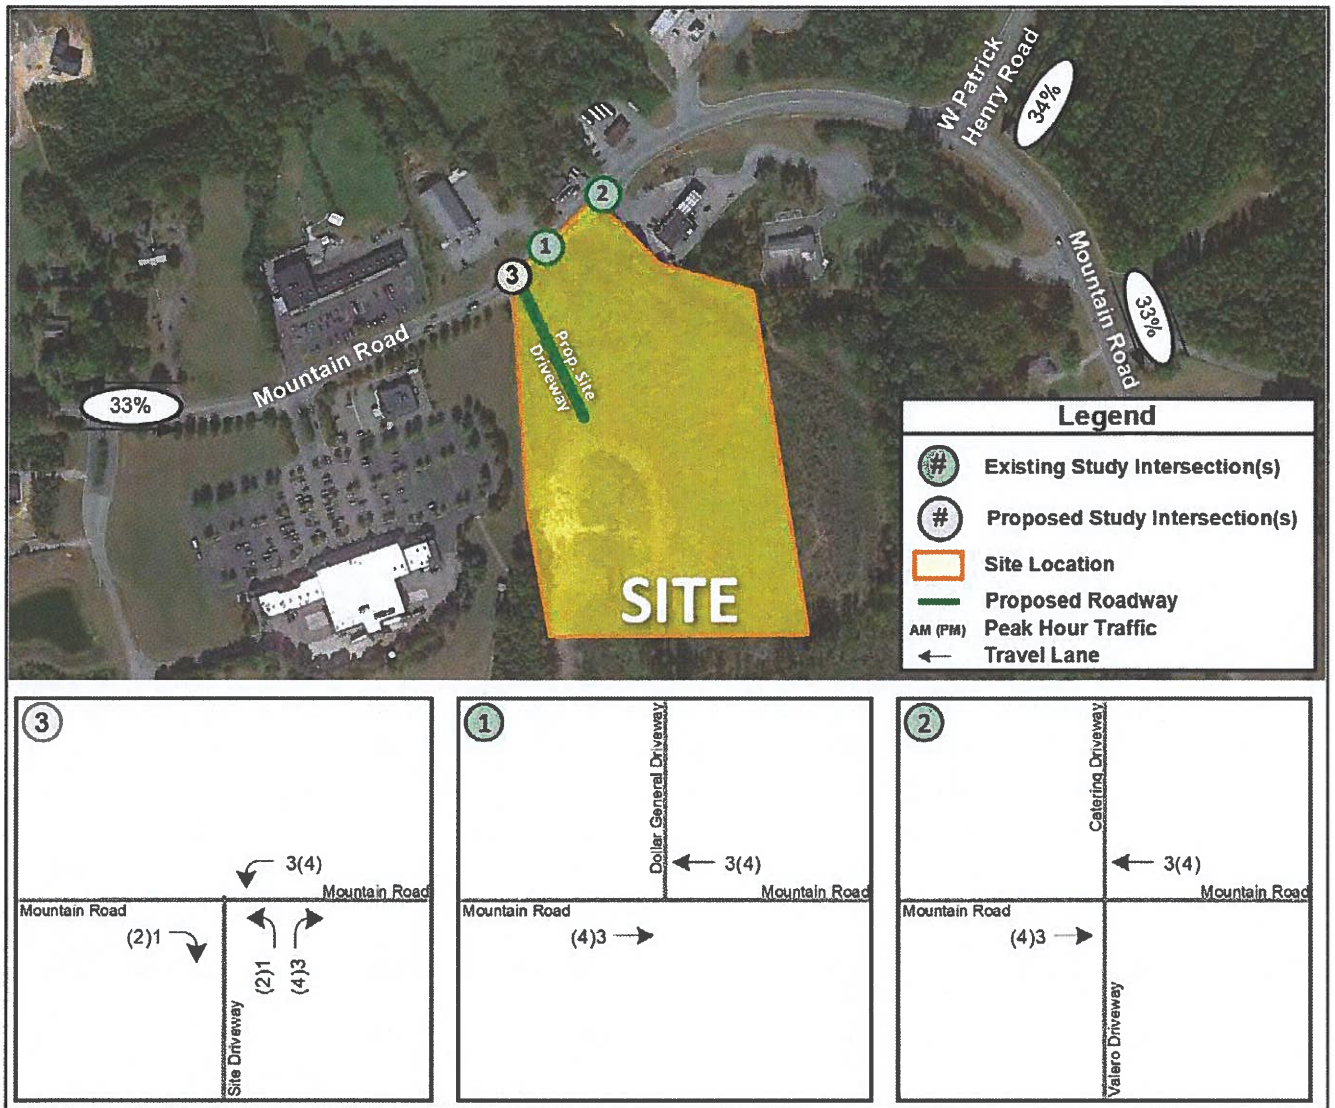 W Patrick
Henry Road
34%
2
1
3
Mountain Road
33%
Mountain Road
33%
Prop. Site
Driveway
SITE
Legend
# Existing Study Intersection(s)
# Proposed Study Intersection(s)
Site Location
Proposed Roadway
AM (PM) Peak Hour Traffic
Travel Lane
3
3(4)
Mountain Road
Mountain Road
(2)1
(2)1
(4)3
Site Driveway
1
Dollar General Driveway
3(4)
Mountain Road
Mountain Road
(4)3
2
Catering Driveway
3(4)
Mountain Road
Mountain Road
(4)3
Valero Driveway